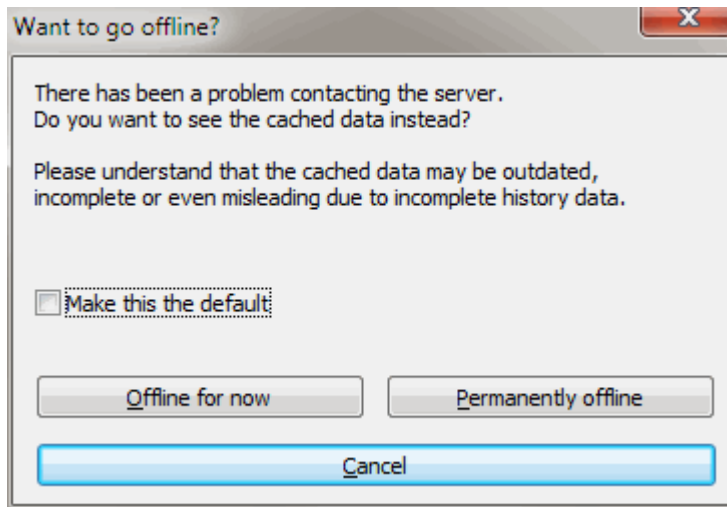 Want to go offline?
There has been a problem contacting the server.
Do you want to see the cached data instead?
Please understand that the cached data may be outdated,
incomplete or even misleading due to incomplete history data.
Make this the default
Offline for now
Permanently offline
Cancel